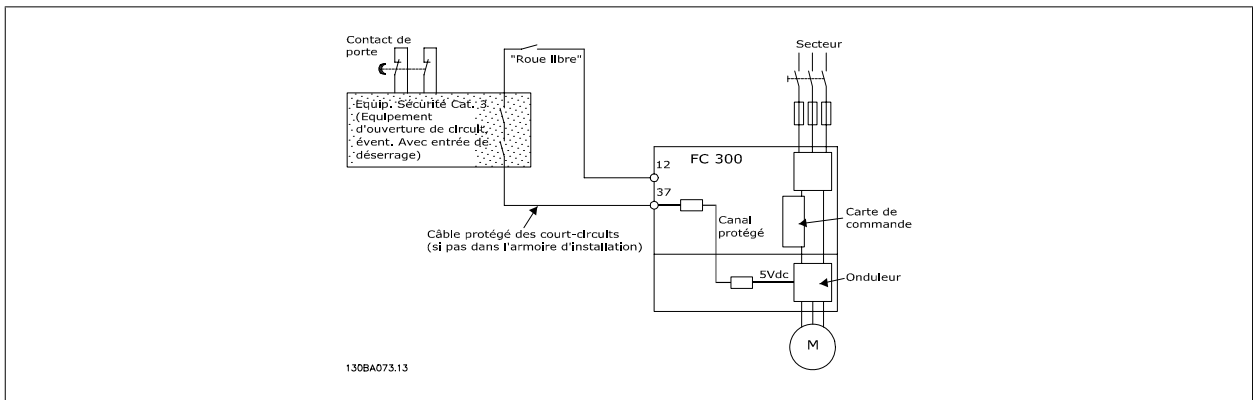 Contact de
porte
"Roue libre"
Secteur
Equip. Sécurité Cat. 3
(Equipement
d'ouverture de circuit,
évent. Avec entrée de
déserrage)
12
FC 300
37
Canal
protégé
Carte de
commande
Câble protégé des court-circuits
(si pas dans l'armoire d'installation)
5Vdc
Onduleur
M
130BA073.13